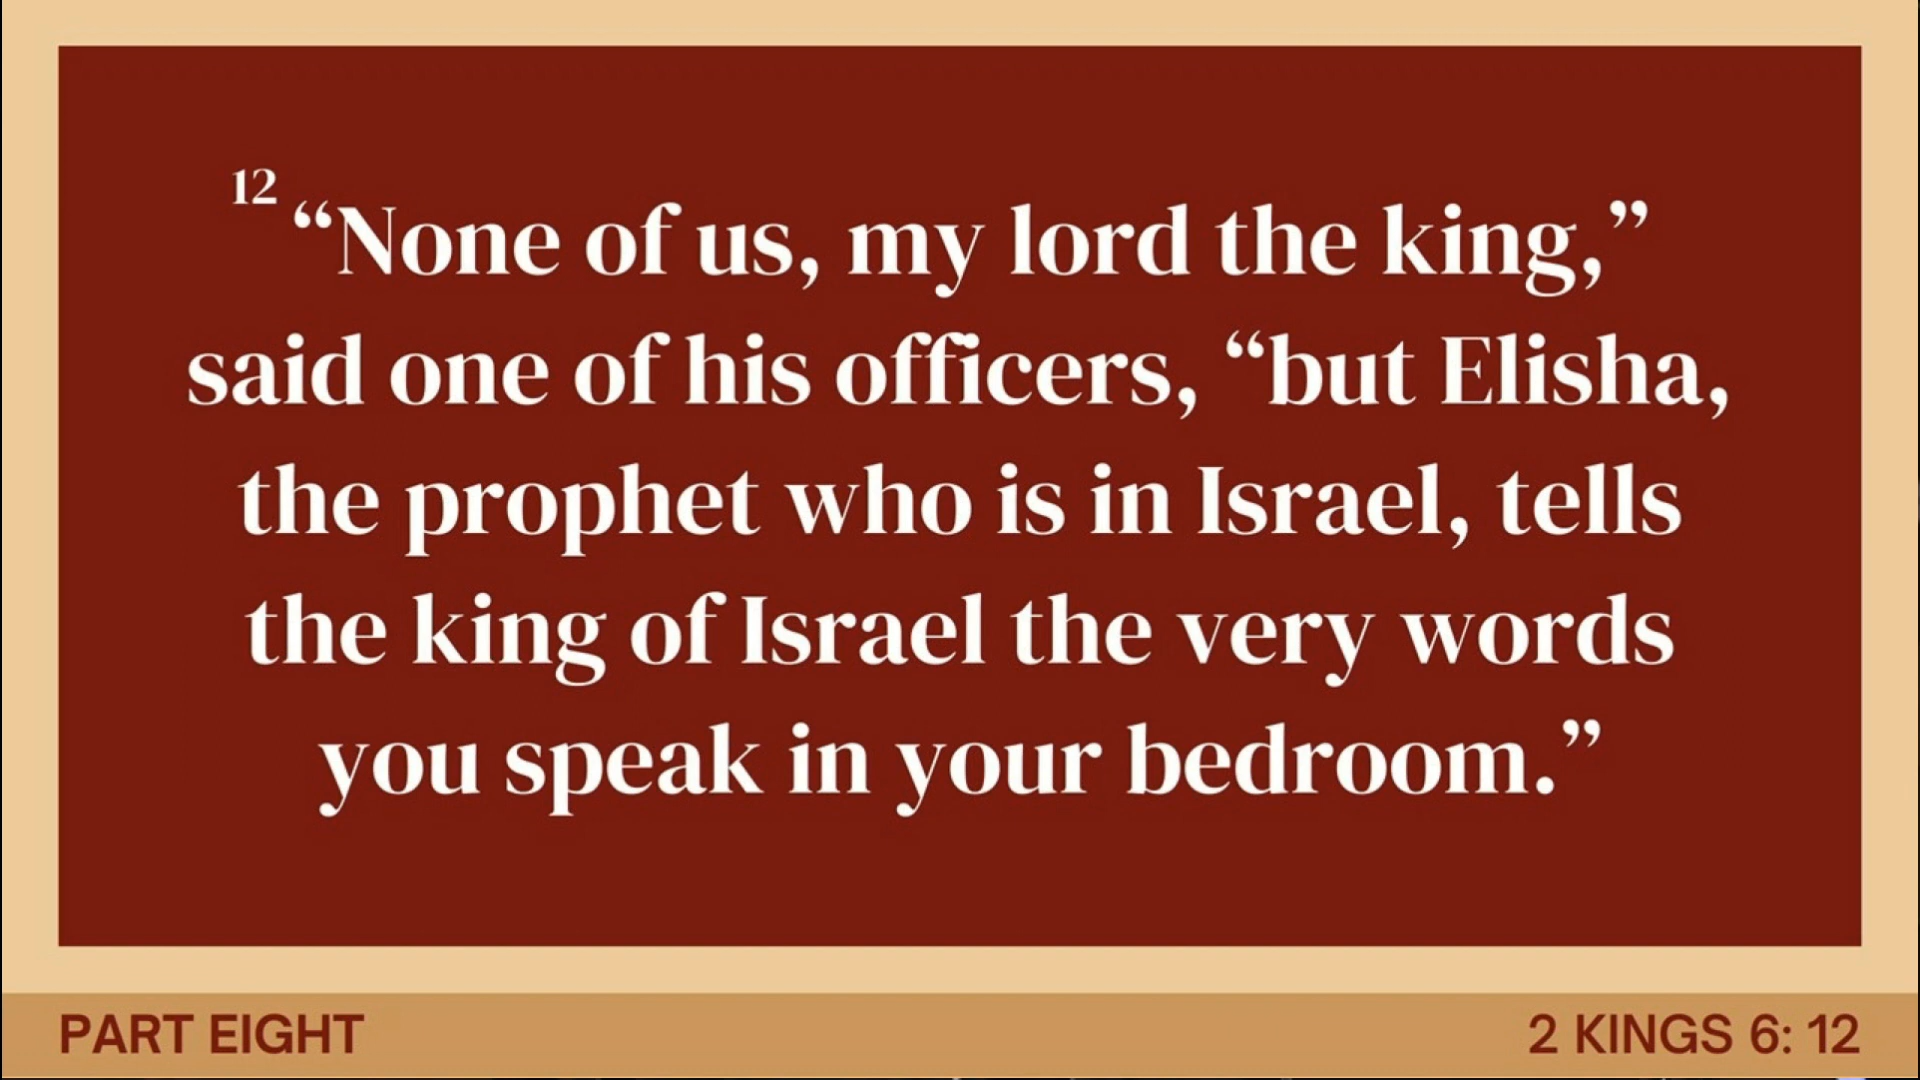 12 “None of us, my lord the king,”
said one of his officers, “but Elisha,
the prophet who is in Israel, tells
the king of Israel the very words
you speak in your bedroom.”
PART EIGHT
2 KINGS 6: 12